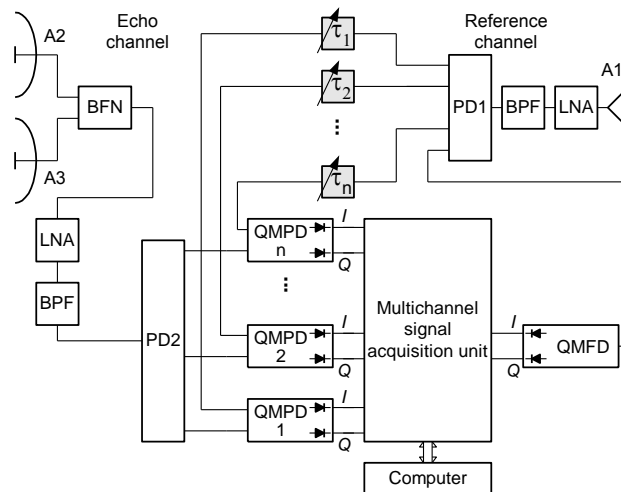 Echo
channel
Reference
channel
A2
A3
BFN
LNA
BPF
PD2
τ1
τ2
...
τn
PD1
BPF
LNA
A1
QMPD
n
I
Q
...
QMPD
2
I
Q
QMPD
1
I
Q
Multichannel
signal
acquisition unit
I
Q
QMFD
Computer